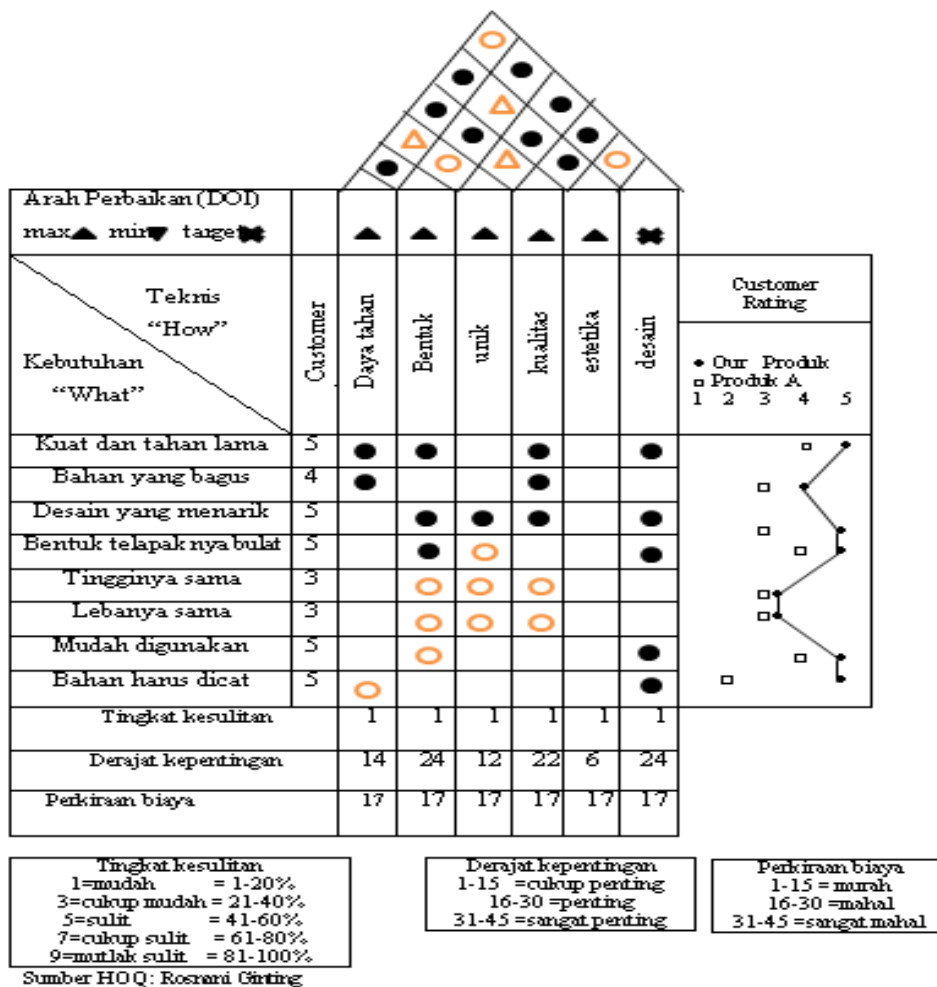 Arah Perbaikan (DOI)
max min target
Teknis
"How"
Kebutuhan
"What"
Customer
Daya tahan
Bentuk
unik
kualitas
estetika
desain
Customer
Rating
Our Produk
Produk A
1 2 3 4 5
Kuat dan tahan lama 5
Bahan yang bagus 4
Desain yang menarik 5
Bentuk telapak nya bulat 5
Tingginya sama 3
Lebanya sama 3
Mudah digunakan 5
Bahan harus dicat 5
Tingkat kesulitan 1 1 1 1 1 1
Derajat kepentingan 14 24 12 22 6 24
Perkiraan biaya 17 17 17 17 17 17
Tingkat kesulitan
1=mudah = 1-20%
3=cukup mudah = 21-40%
5=sulit = 41-60%
7=cukup sulit = 61-80%
9=mutlak sulit = 81-100%
Derajat kepentingan
1-15 =cukup penting
16-30 =penting
31-45 =sangat penting
Perkiraan biaya
1-15 = murah
16-30 =mahal
31-45 =sangat mahal
Sumber HOQ: Rosnani Ginting